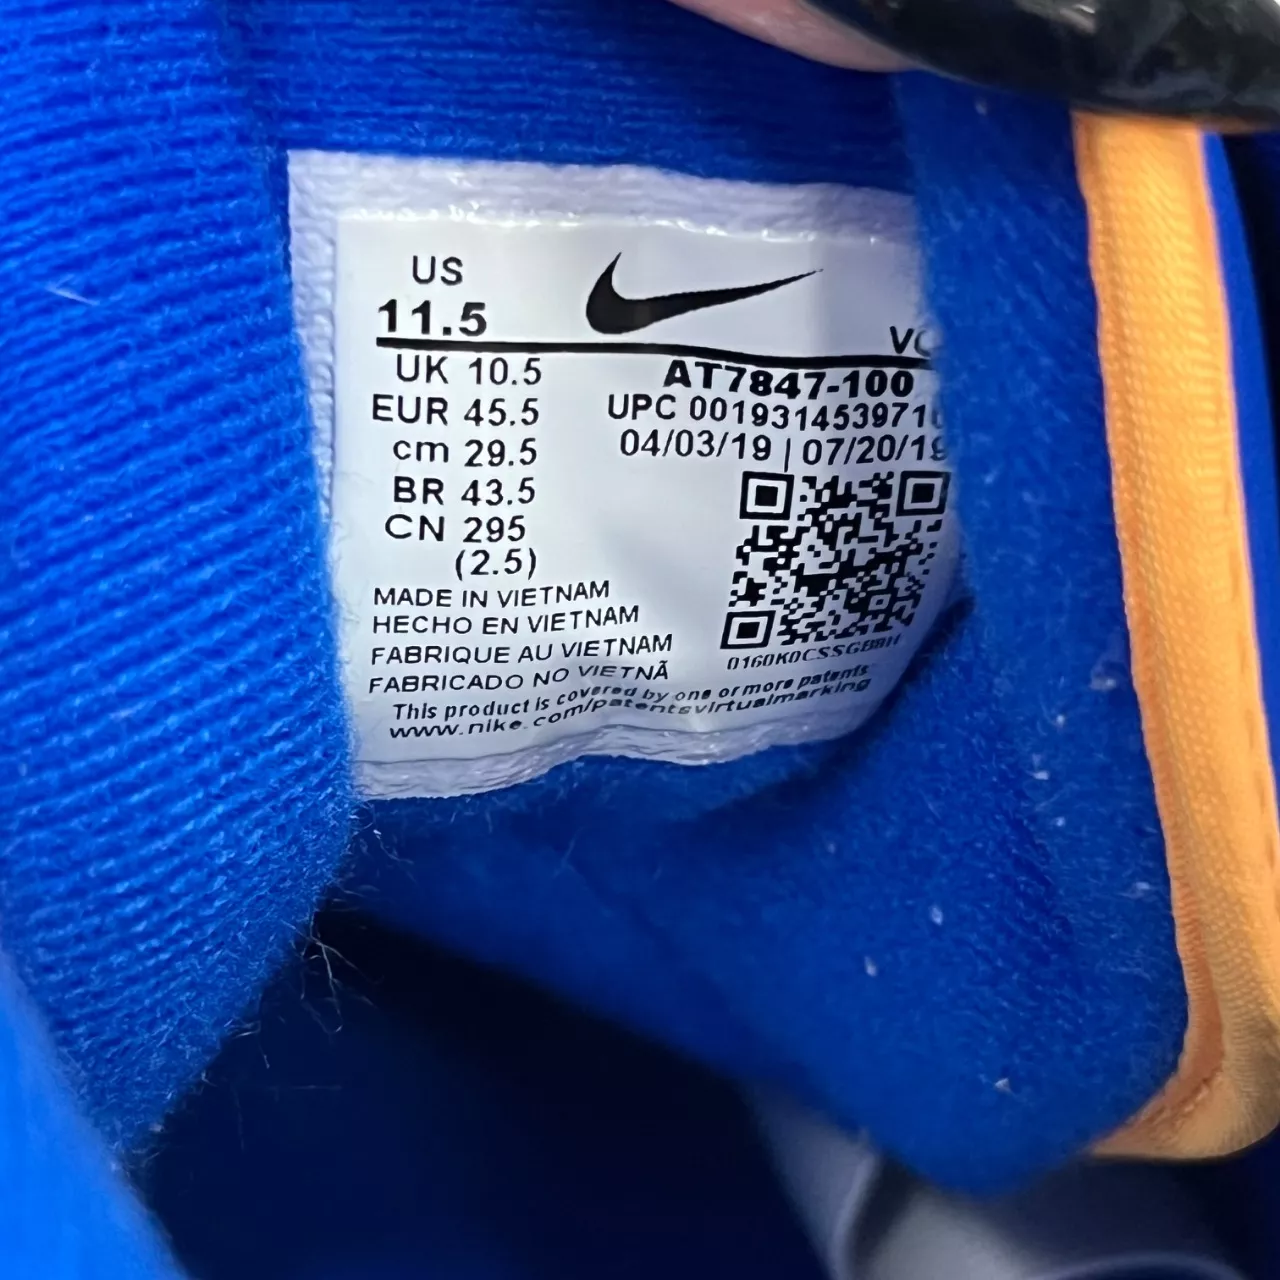 US
11.5
UK 10.5
EUR 45.5
cm 29.5
BR 43.5
CN 295
(2.5)
AT7847-100
04/03/19 | 07/20/19
MADE IN VIETNAM
HECHO EN VIETNAM
FABRIQUE AU VIETNAM
FABRICADO NO VIETNÃ
This product is covered by one or more patents
www.nike.com/patentsvirtualmarking
UPC